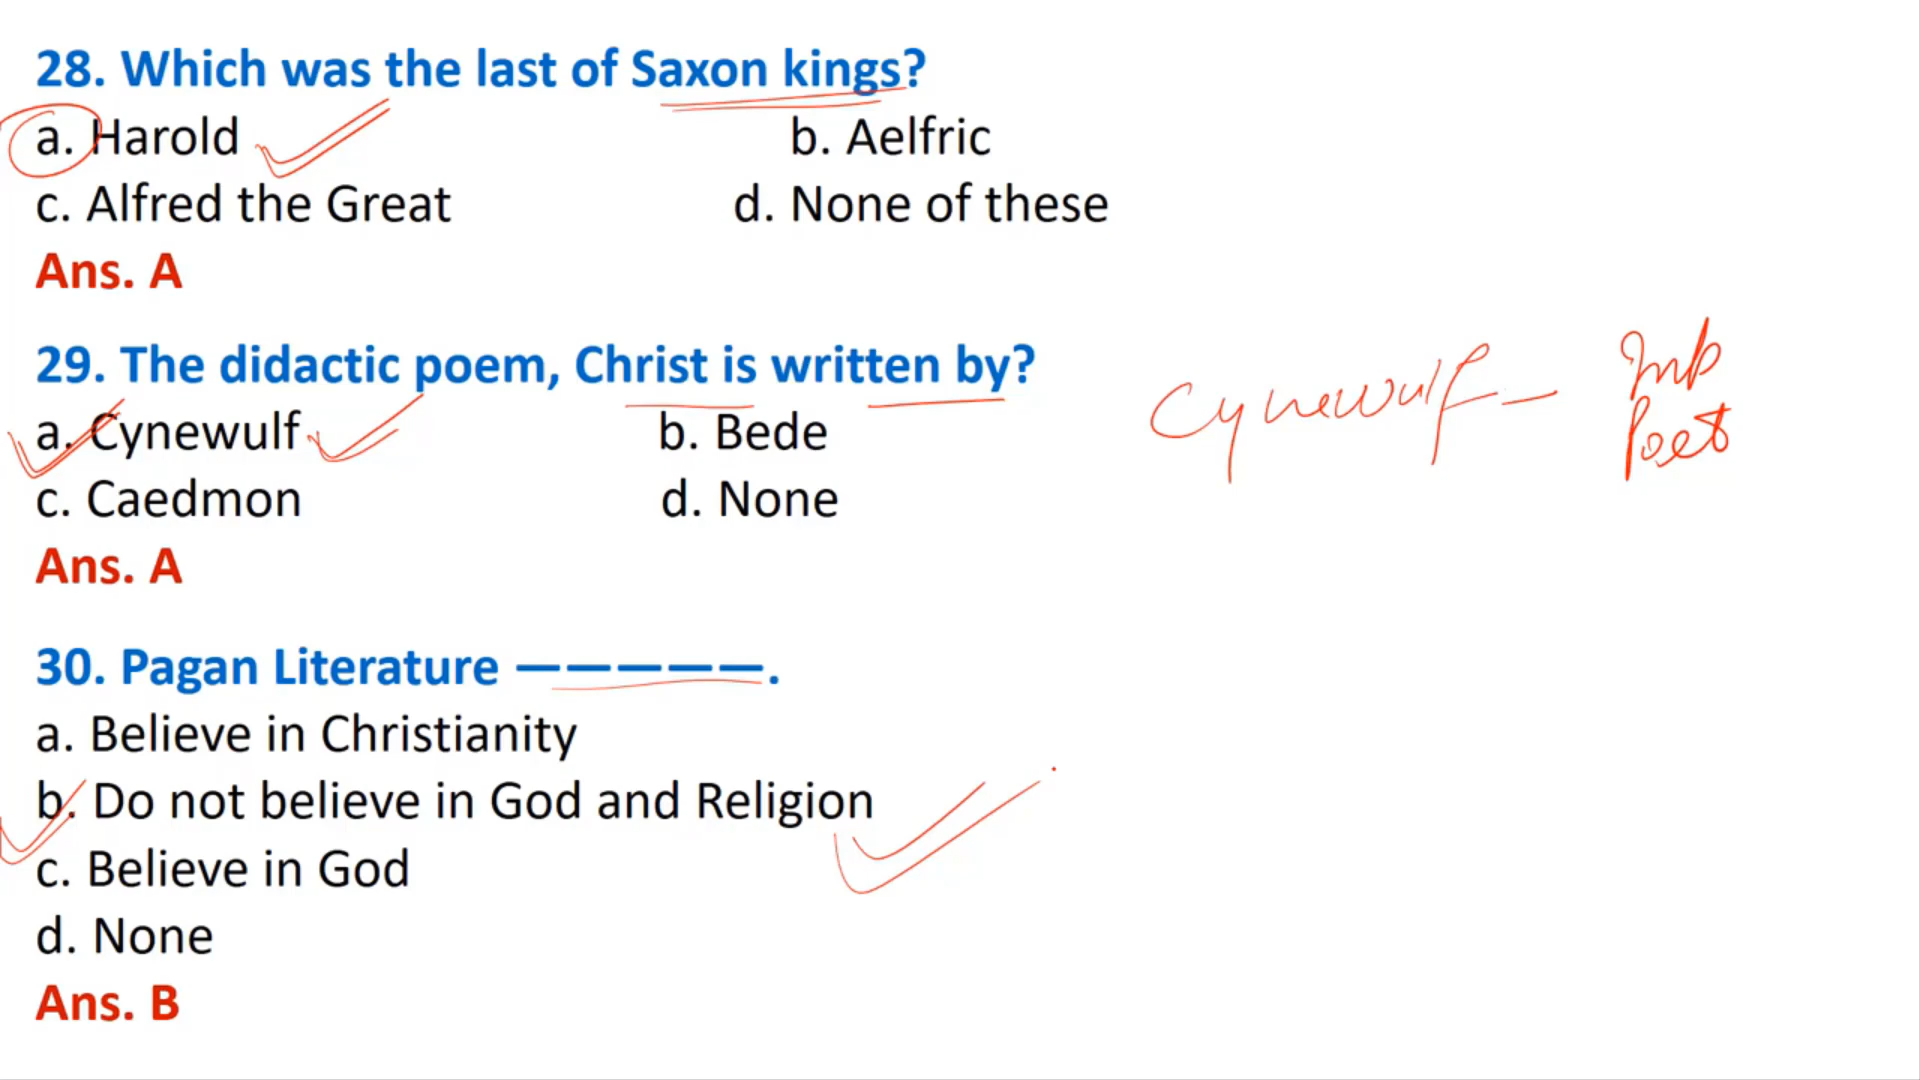 28. Which was the last of Saxon kings?
a. Harold b. Aelfric
c. Alfred the Great d. None of these
Ans. A
29. The didactic poem, Christ is written by?
a. Cynewulf b. Bede
c. Caedmon d. None
Ans. A
Cynewulf — Imp
Poet
30. Pagan Literature —————.
a. Believe in Christianity
b. Do not believe in God and Religion
c. Believe in God
d. None
Ans. B